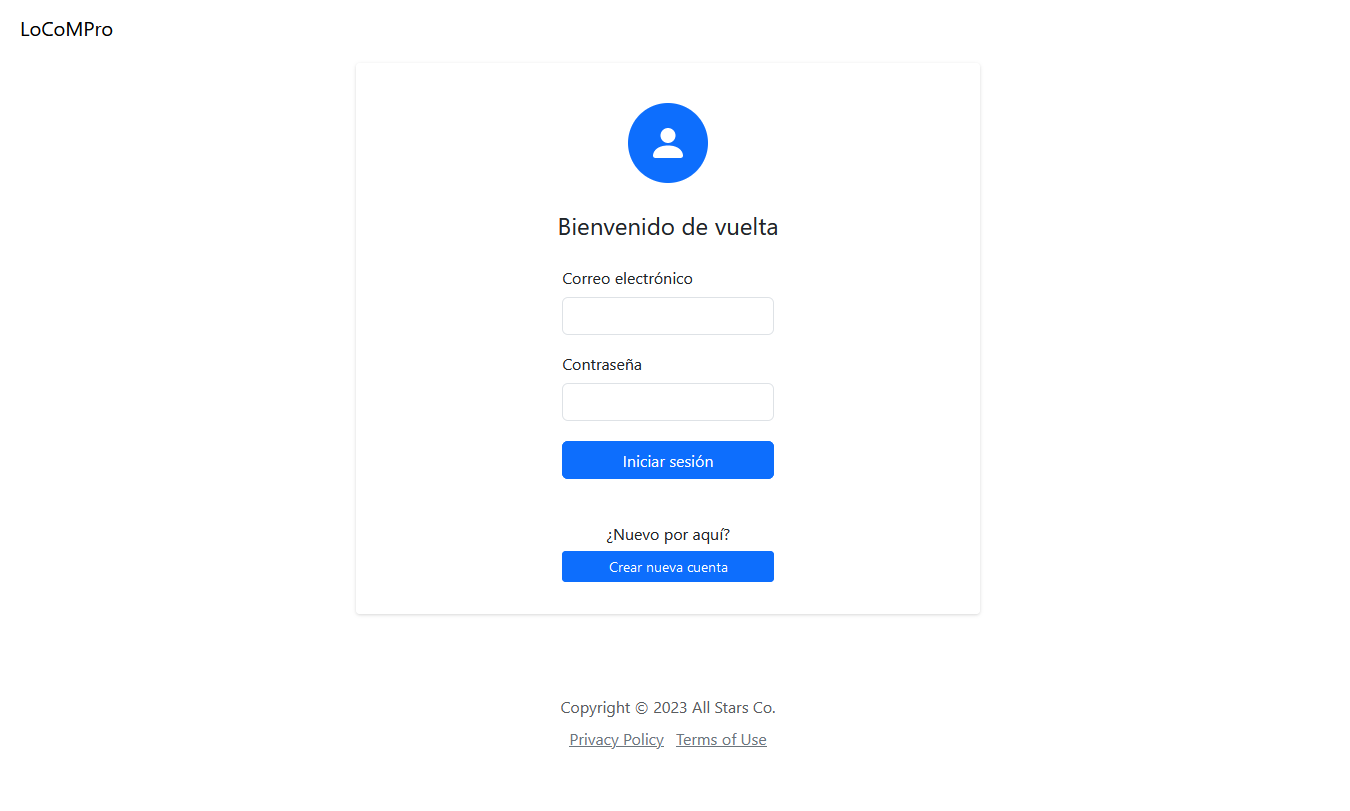 LoCoMPro
Bienvenido de vuelta
Correo electrónico
Contraseña
Iniciar sesión
¿Nuevo por aquí?
Crear nueva cuenta
Copyright © 2023 All Stars Co.
Privacy Policy Terms of Use